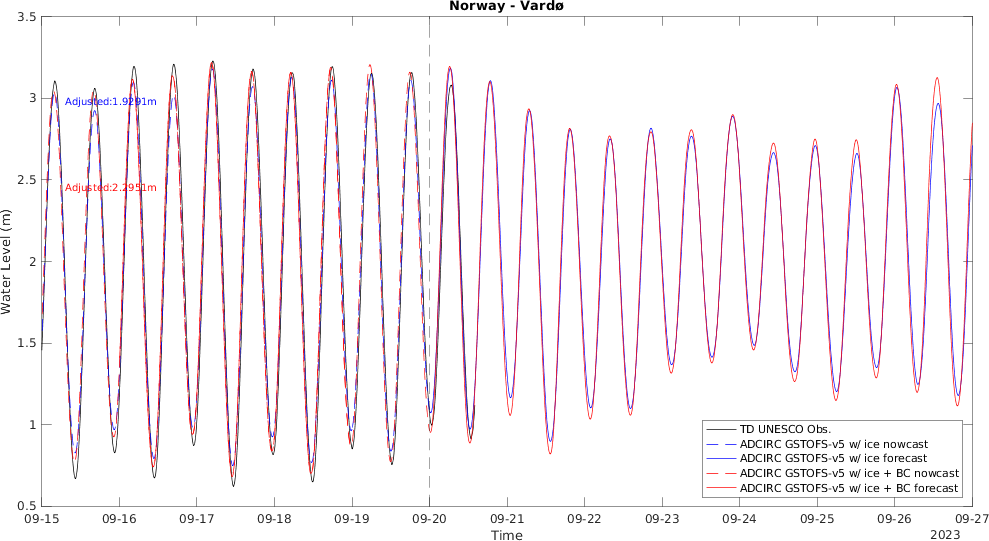 Norway - Vardø
3.5
3
2.5
2
1.5
1
0.5
Water Level (m)
Adjusted:1.9291m
Adjusted:2.2951m
TD UNESCO Obs.
ADCIRC GSTOFS-v5 w/ ice nowcast
ADCIRC GSTOFS-v5 w/ ice forecast
ADCIRC GSTOFS-v5 w/ ice + BC nowcast
ADCIRC GSTOFS-v5 w/ ice + BC forecast
09-15 09-16 09-17 09-18 09-19 09-20 09-21 09-22 09-23 09-24 09-25 09-26 09-27
Time
2023